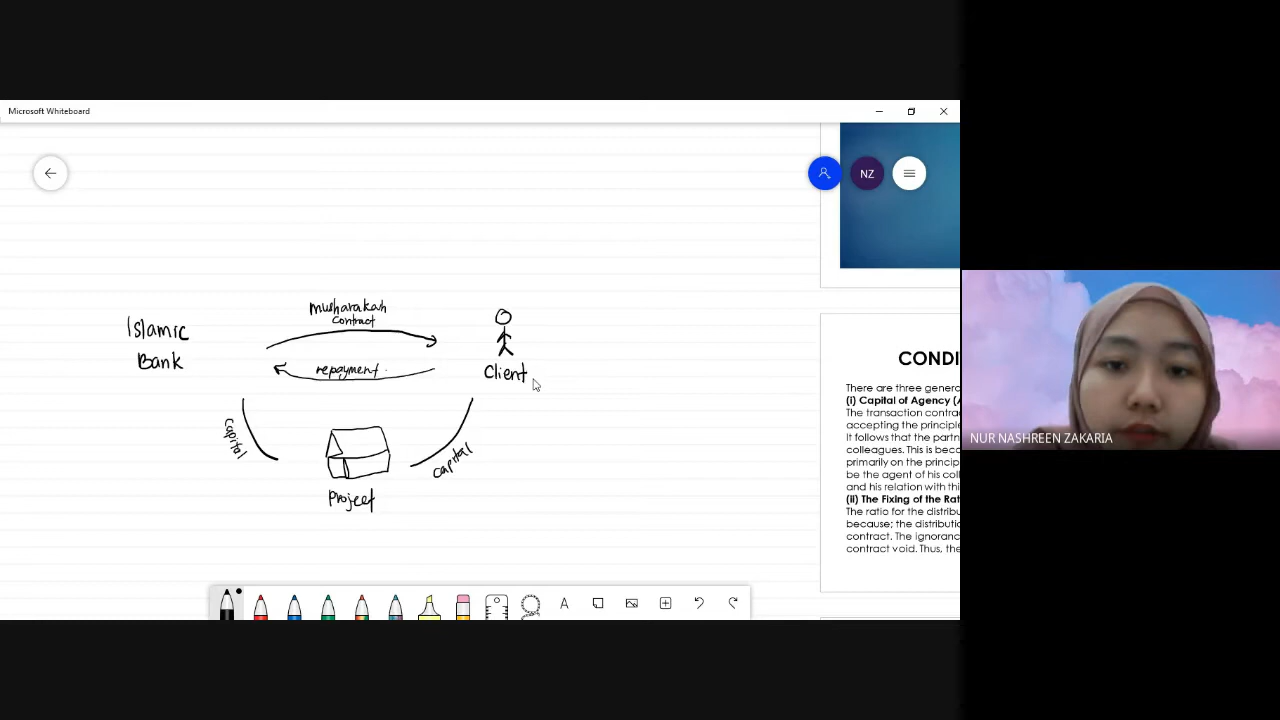 Microsoft Whiteboard
NZ
musharakah
contract
Islamic
Bank
repayment
Client
capital
capital
Project
CONDI
There are three genera
(i) Capital of Agency (A
The transaction contrac
accepting the principle
It follows that the partn
colleagues. This is beca
primarily on the princip
be the agent of his coll
and his relation with thi
(ii) The Fixing of the Rat
The ratio for the distribu
because; the distributio
contract. The ignoranc
contract void. Thus, the
A
NUR NASHREEN ZAKARIA